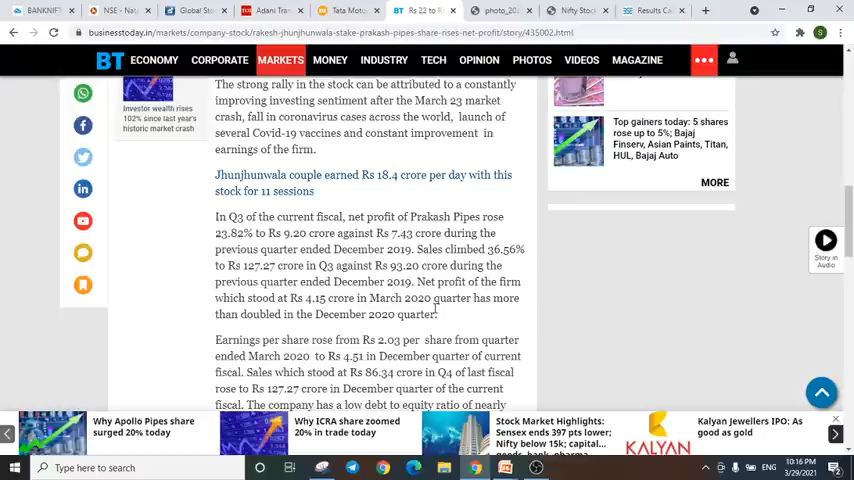 BANKNIFT
NSE - Nat
Global Stoc
Adani Tran
Tata Motor
Rs 22 to R
photo_202
Nifty Stock
Results Ca
businesstoday.in/markets/company-stock/rakesh-jhunjhunwala-stake-prakash-pipes-share-rises-net-profit/story/435002.html
BT ECONOMY CORPORATE MARKETS MONEY INDUSTRY TECH OPINION PHOTOS VIDEOS MAGAZINE
Investor wealth rises
102% since last year's
historic market crash
The strong rally in the stock can be attributed to a constantly
improving investing sentiment after the March 23 market
crash, fall in coronavirus cases across the world, launch of
several Covid-19 vaccines and constant improvement in
earnings of the firm.
Jhunjhunwala couple earned Rs 18.4 crore per day with this
stock for 11 sessions
In Q3 of the current fiscal, net profit of Prakash Pipes rose
23.82% to Rs 9.20 crore against Rs 7.43 crore during the
previous quarter ended December 2019. Sales climbed 36.56%
to Rs 127.27 crore in Q3 against Rs 93.20 crore during the
previous quarter ended December 2019. Net profit of the firm
which stood at Rs 4.15 crore in March 2020 quarter has more
than doubled in the December 2020 quarter.
Earnings per share rose from Rs 2.03 per share from quarter
ended March 2020 to Rs 4.51 in December quarter of current
fiscal. Sales which stood at Rs 86.34 crore in Q4 of last fiscal
rose to Rs 127.27 crore in December quarter of the current
fiscal. The company has a low debt to equity ratio of nearly
Top gainers today: 5 shares
rose up to 5%; Bajaj
Finserv, Asian Paints, Titan,
HUL, Bajaj Auto
MORE
Story in
Audio
Why Apollo Pipes share
surged 20% today
Why ICRA share zoomed
20% in trade today
Stock Market Highlights:
Sensex ends 397 pts lower;
Nifty below 15k; capital
goods, bank, pharma
KALYAN
Kalyan Jewellers IPO: As
good as gold
Type here to search
ENG
10:16 PM
3/29/2021